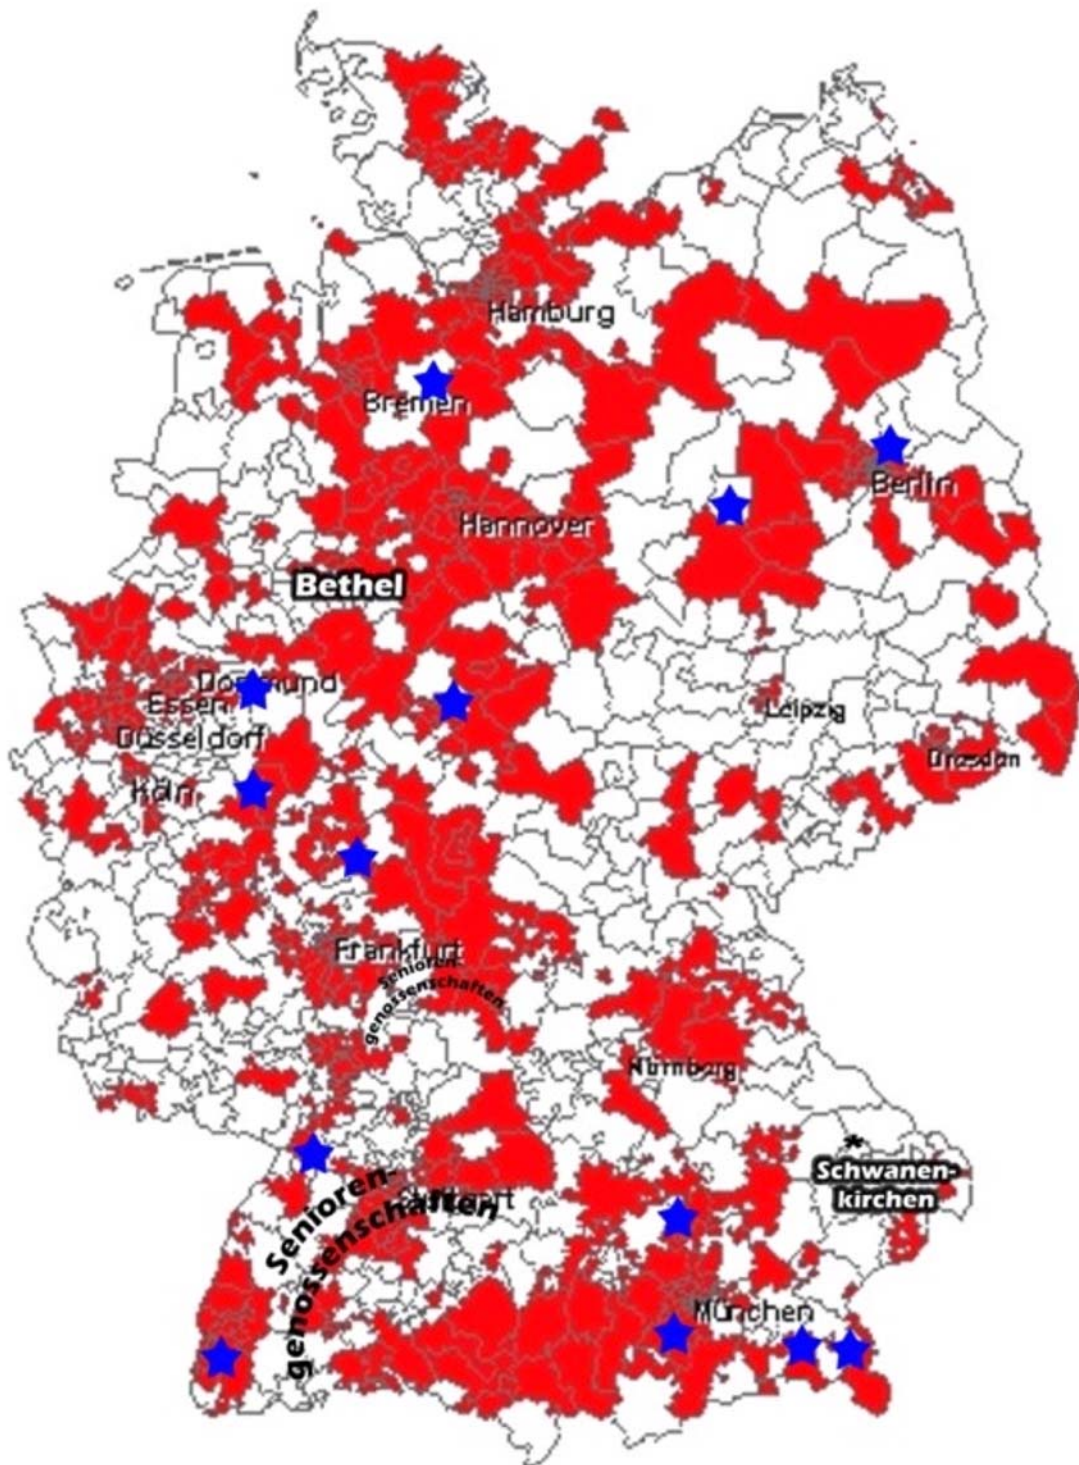 Hamburg
Bremen
Berlin
Hannover
Bethel
Dortmund
Essen
Düsseldorf
Köln
Leipzig
Dresden
Frankfurt
Senioren-
genossenschaften
Nürnberg
*
Schwanen-
kirchen
Senioren-
genossenschaften
Stuttgart
München